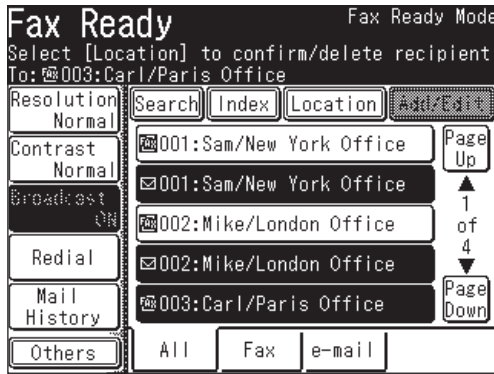 Fax Ready
Fax Ready Mode
Select [Location] to confirm/delete recipient
To: 003:Carl/Paris Office
Resolution
Normal
Search Index Location Add/Edit
Contrast
Normal
Broadcast
ON
Redial
Mail
History
Others
FAX 001:Sam/New York Office
001:Sam/New York Office
FAX 002:Mike/London Office
002:Mike/London Office
003:Carl/Paris Office
Page
Up
1
of
4
Page
Down
All Fax e-mail